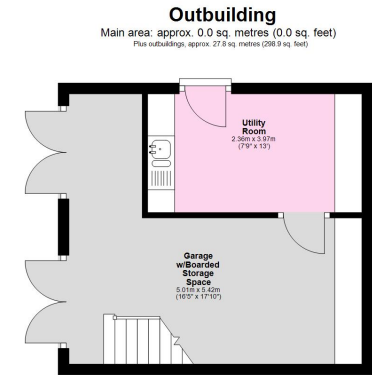 Outbuilding
Main area: approx. 0.0 sq. metres (0.0 sq. feet)
Plus outbuildings, approx. 27.8 sq. metres (298.9 sq. feet)
Utility
Room
2.36m x 3.97m
(7'9" x 13')
Garage
w/Boarded
Storage
Space
5.01m x 5.42m
(16'5" x 17'10")